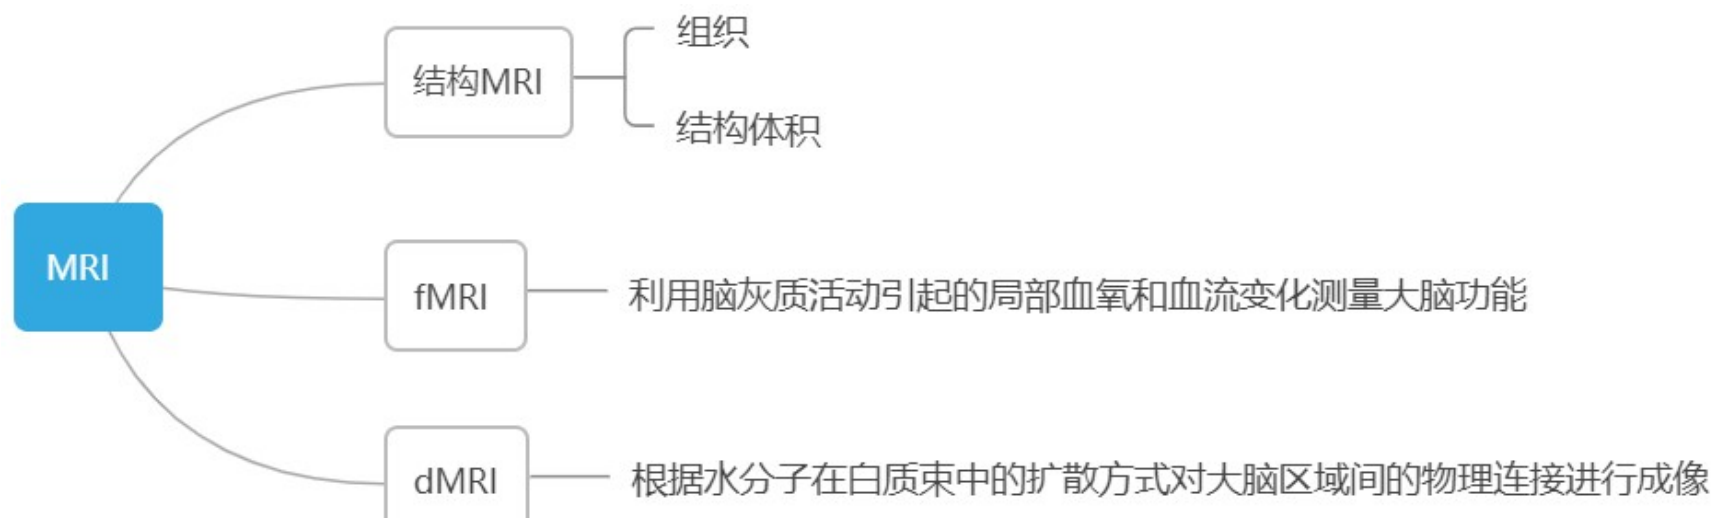 组织
结构MRI
结构体积
MRI
fMRI
利用脑灰质活动引起的局部血氧和血流变化测量大脑功能
dMRI
根据水分子在白质束中的扩散方式对大脑区域间的物理连接进行成像